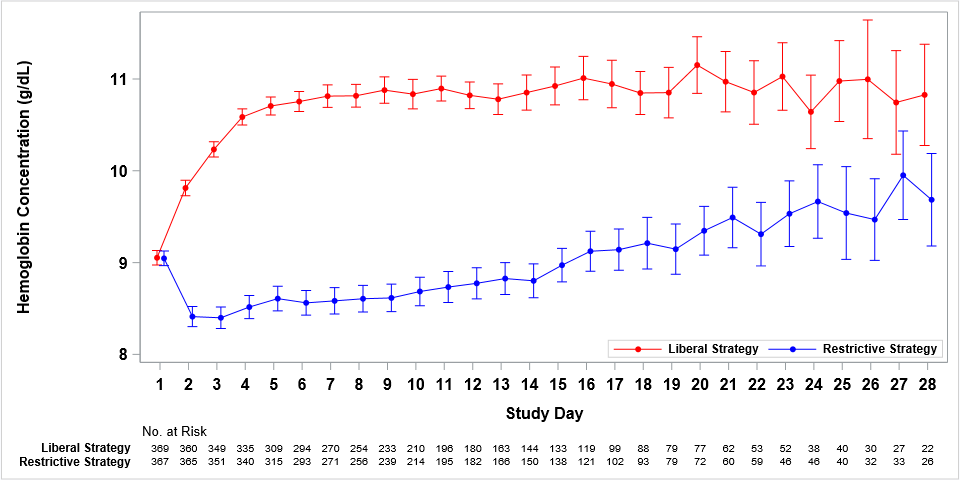 Hemoglobin Concentration (g/dL)
11
10
9
8
Liberal Strategy Restrictive Strategy
1 2 3 4 5 6 7 8 9 10 11 12 13 14 15 16 17 18 19 20 21 22 23 24 25 26 27 28
Study Day
No. at Risk
Liberal Strategy 369 360 349 335 309 294 270 254 233 210 196 180 163 144 133 119 99 88 79 77 62 53 52 38 40 30 27 22
Restrictive Strategy 367 365 351 340 315 293 271 256 239 214 195 182 166 150 138 121 102 93 79 72 60 59 46 46 40 32 33 26